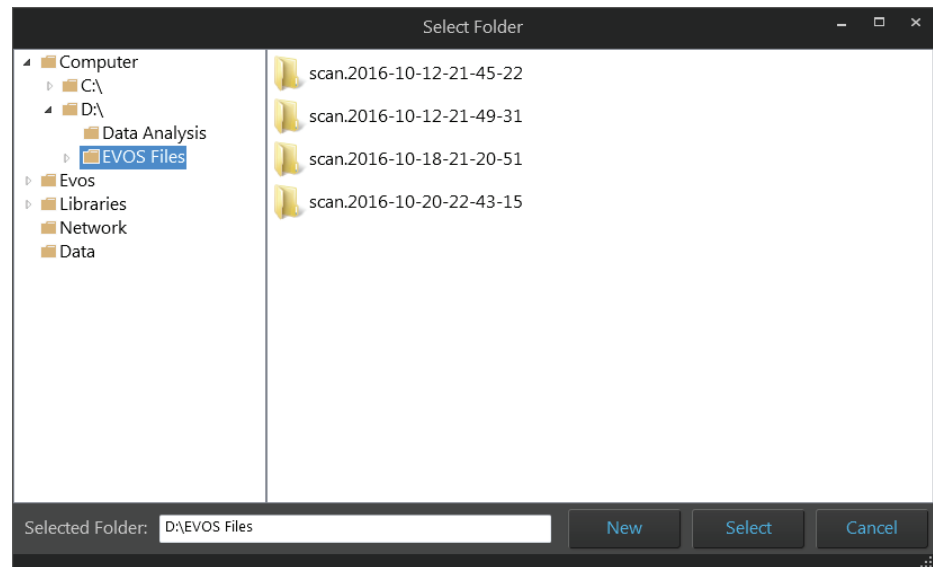 Select Folder
Computer
C:\
D:\
Data Analysis
EVOS Files
Evos
Libraries
Network
Data
scan.2016-10-12-21-45-22
scan.2016-10-12-21-49-31
scan.2016-10-18-21-20-51
scan.2016-10-20-22-43-15
Selected Folder: D:\EVOS Files
New Select Cancel